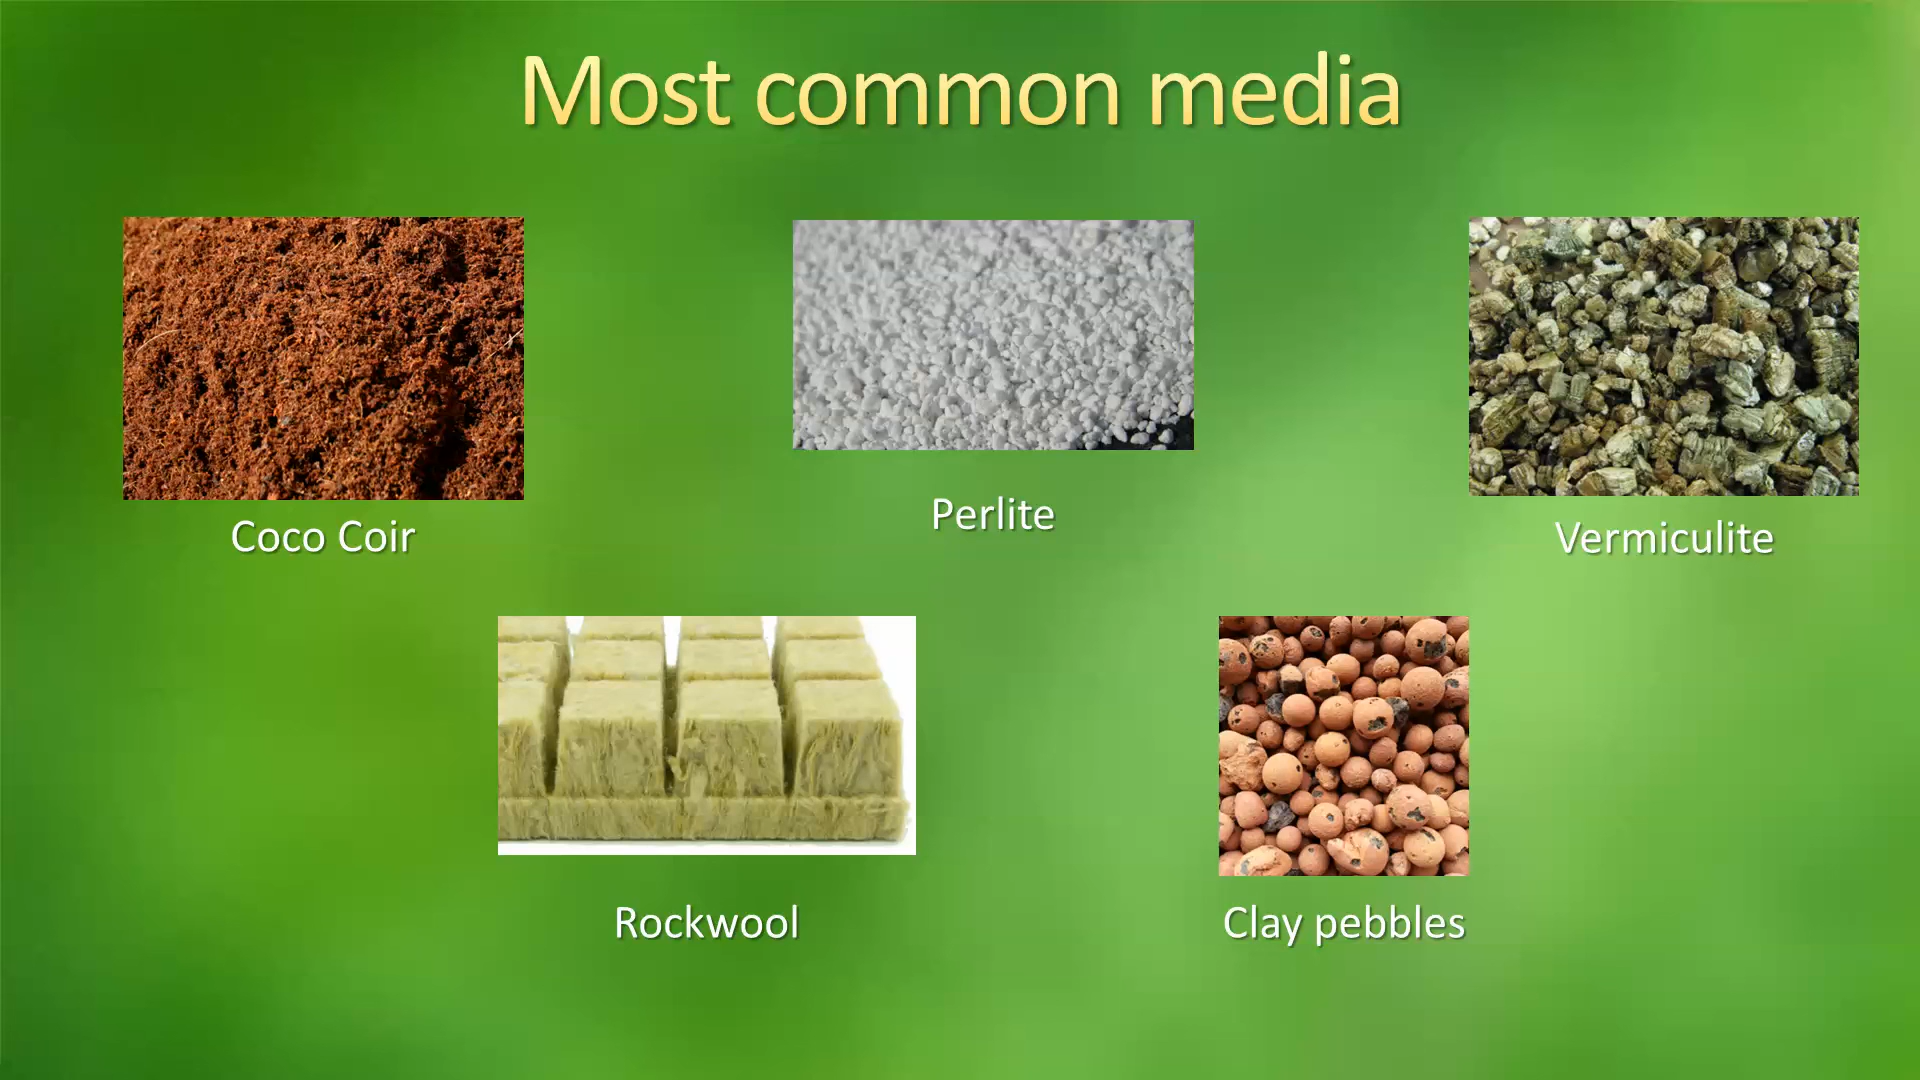 Most common media
Coco Coir
Perlite
Vermiculite
Rockwool
Clay pebbles